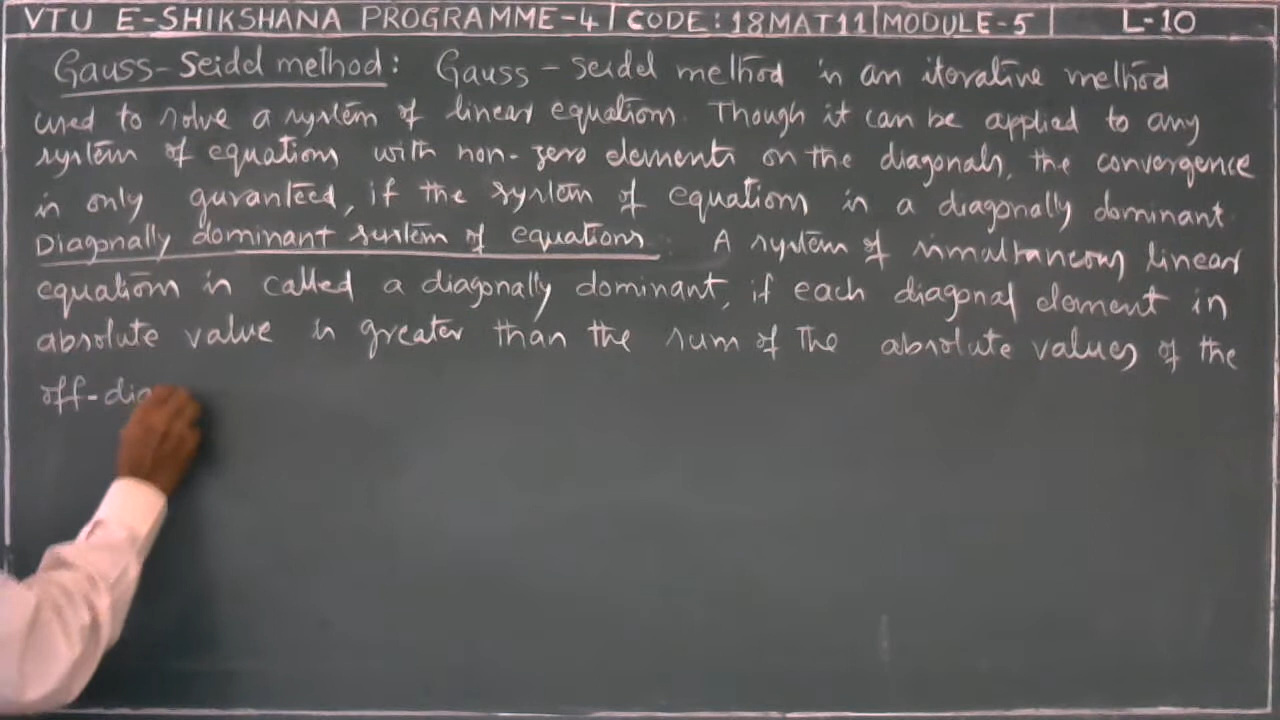 VTU E-SHIKSHANA PROGRAMME-4 | CODE: 18MAT11 | MODULE-5 | L-10
Gauss-Seidel method: Gauss-seidel method is an iterative method
used to solve a system of linear equations. Though it can be applied to any
system of equations with non-zero elements on the diagonals, the convergence
is only guranteed, if the system of equations is a diagonally dominant.
Diagonally dominant system of equations. A system of simultaneous linear
equations is called a diagonally dominant, if each diagonal element in
absolute value is greater than the sum of the absolute values of the
off-dia